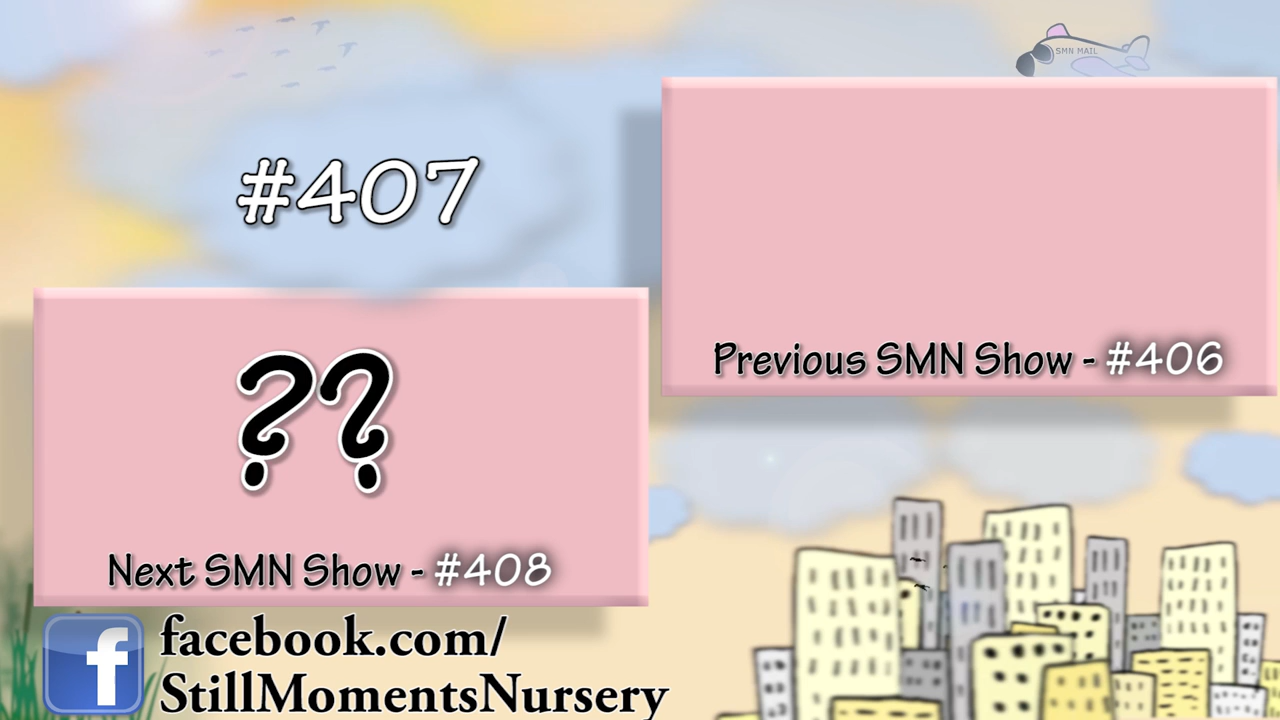 SMN MAIL
#407
Previous SMN Show - #406
??
Next SMN Show - #408
facebook.com/
StillMomentsNursery